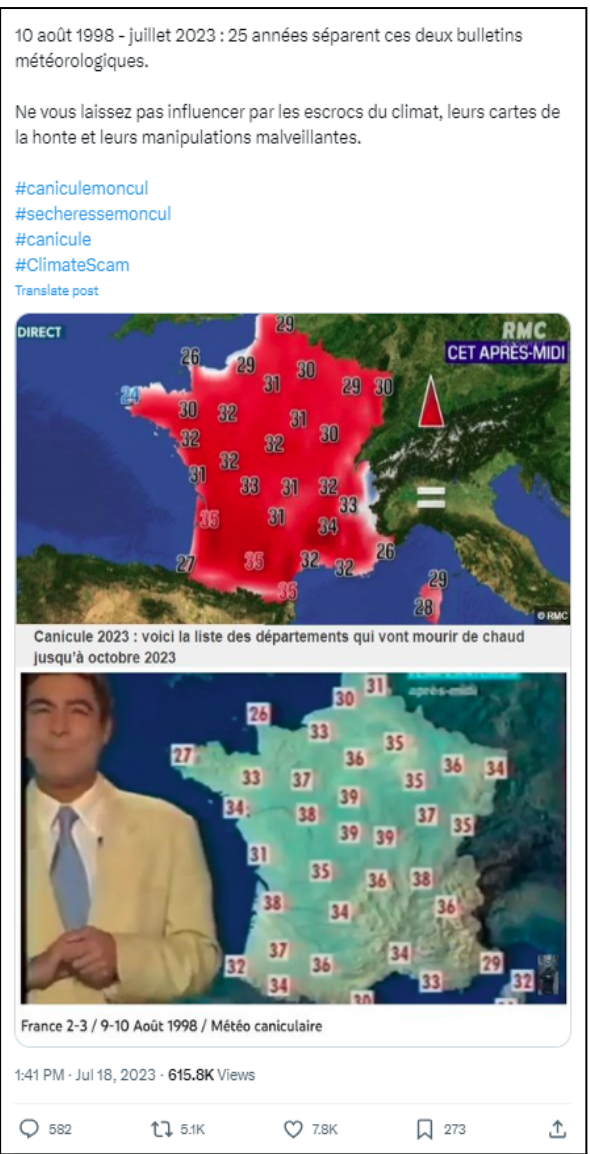 10 août 1998 - juillet 2023 : 25 années séparent ces deux bulletins
météorologiques.
Ne vous laissez pas influencer par les escrocs du climat, leurs cartes de
la honte et leurs manipulations malveillantes.
#caniculemoncul
#secheressemoncul
#canicule
#ClimateScam
Translate post
DIRECT
RMC
CET APRÈS-MIDI
29
26 29 30
31 29 30
24
30 32 31
32 32 30
32
31 33 31 32
33
35 31 34
27 35 32 32 26
35
29
28
© RMC
Canicule 2023 : voici la liste des départements qui vont mourir de chaud
jusqu'à octobre 2023
après-midi
31
30
26 33
27 36 35 36 34
33 37 35
39
34 38 37 35
39 39
31
35 36 38
38 34 36
37 34
32 36 29
34 33 32
30
France 2-3 / 9-10 Août 1998 / Météo caniculaire
1:41 PM · Jul 18, 2023 · 615.8K Views
582 5.1K 7.8K 273